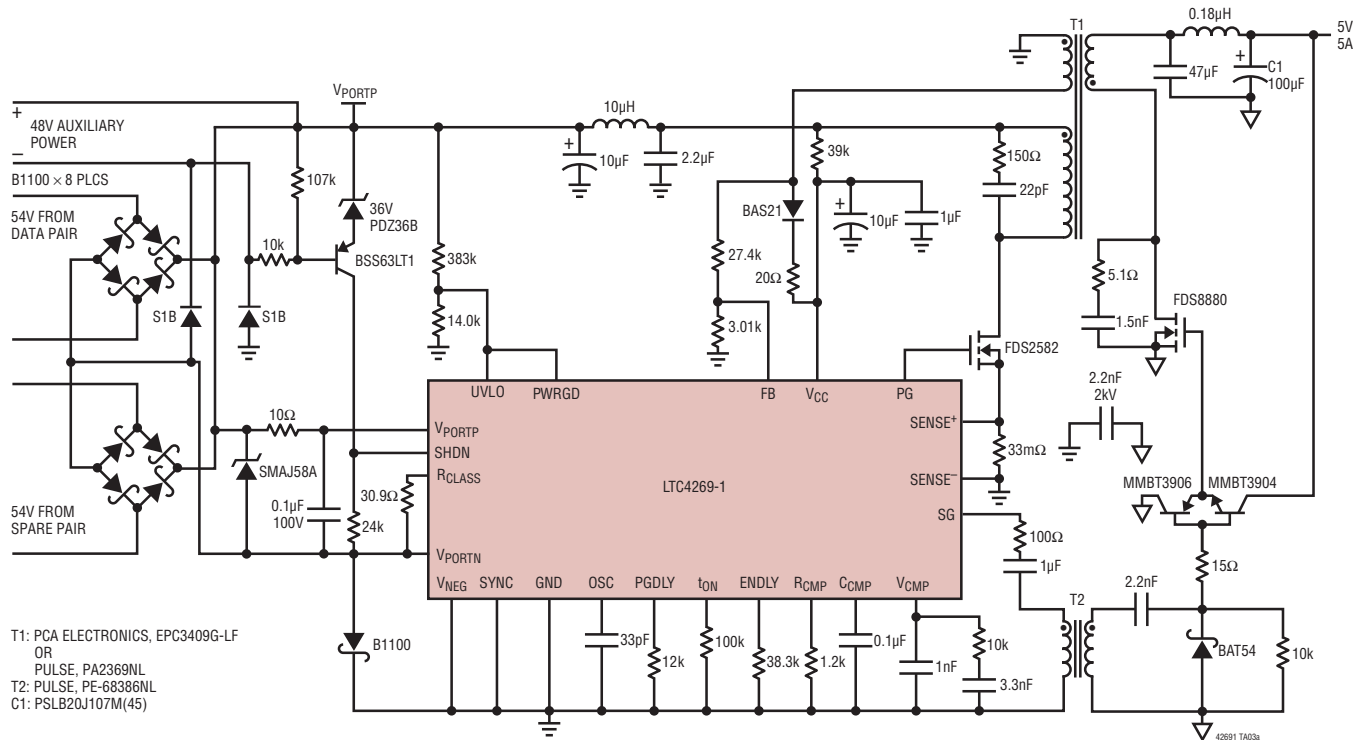 T1
0.18µH
5V
5A
47µF
+
C1
100µF
VPORTP
+
48V AUXILIARY
POWER
–
B1100 × 8 PLCS
54V FROM
DATA PAIR
107k
10k
36V
PDZ36B
BSS63LT1
S1B
S1B
383k
14.0k
10µH
+
10µF
2.2µF
39k
BAS21
+
10µF
1µF
27.4k
20Ω
3.01k
150Ω
22pF
5.1Ω
1.5nF
FDS8880
FDS2582
2.2nF
2kV
UVLO
PWRGD
FB
VCC
PG
10Ω
VPORTP
SHDN
RCLASS
SENSE+
33mΩ
SENSE–
SMAJ58A
30.9Ω
LTC4269-1
MMBT3906
MMBT3904
54V FROM
SPARE PAIR
0.1µF
100V
24k
SG
100Ω
1µF
15Ω
VPORTN
VNEG
SYNC
GND
OSC
PGDLY
tON
ENDLY
RCMP
CCMP
VCMP
T2
2.2nF
B1100
33pF
12k
100k
38.3k
1.2k
0.1µF
1nF
10k
3.3nF
BAT54
10k
T1: PCA ELECTRONICS, EPC3409G-LF
OR
PULSE, PA2369NL
T2: PULSE, PE-68386NL
C1: PSLB20J107M(45)
42691 TA03a